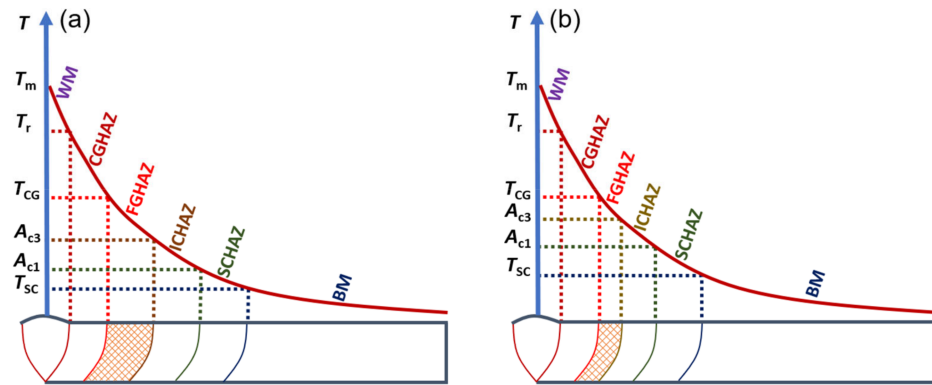 T (a)
Tm
WM
Tr
CGHAZ
TCG
FGHAZ
Ac3
ICHAZ
Ac1
SCHAZ
TSC
BM
T (b)
Tm
WM
Tr
CGHAZ
TCG
FGHAZ
Ac3
ICHAZ
Ac1
SCHAZ
TSC
BM